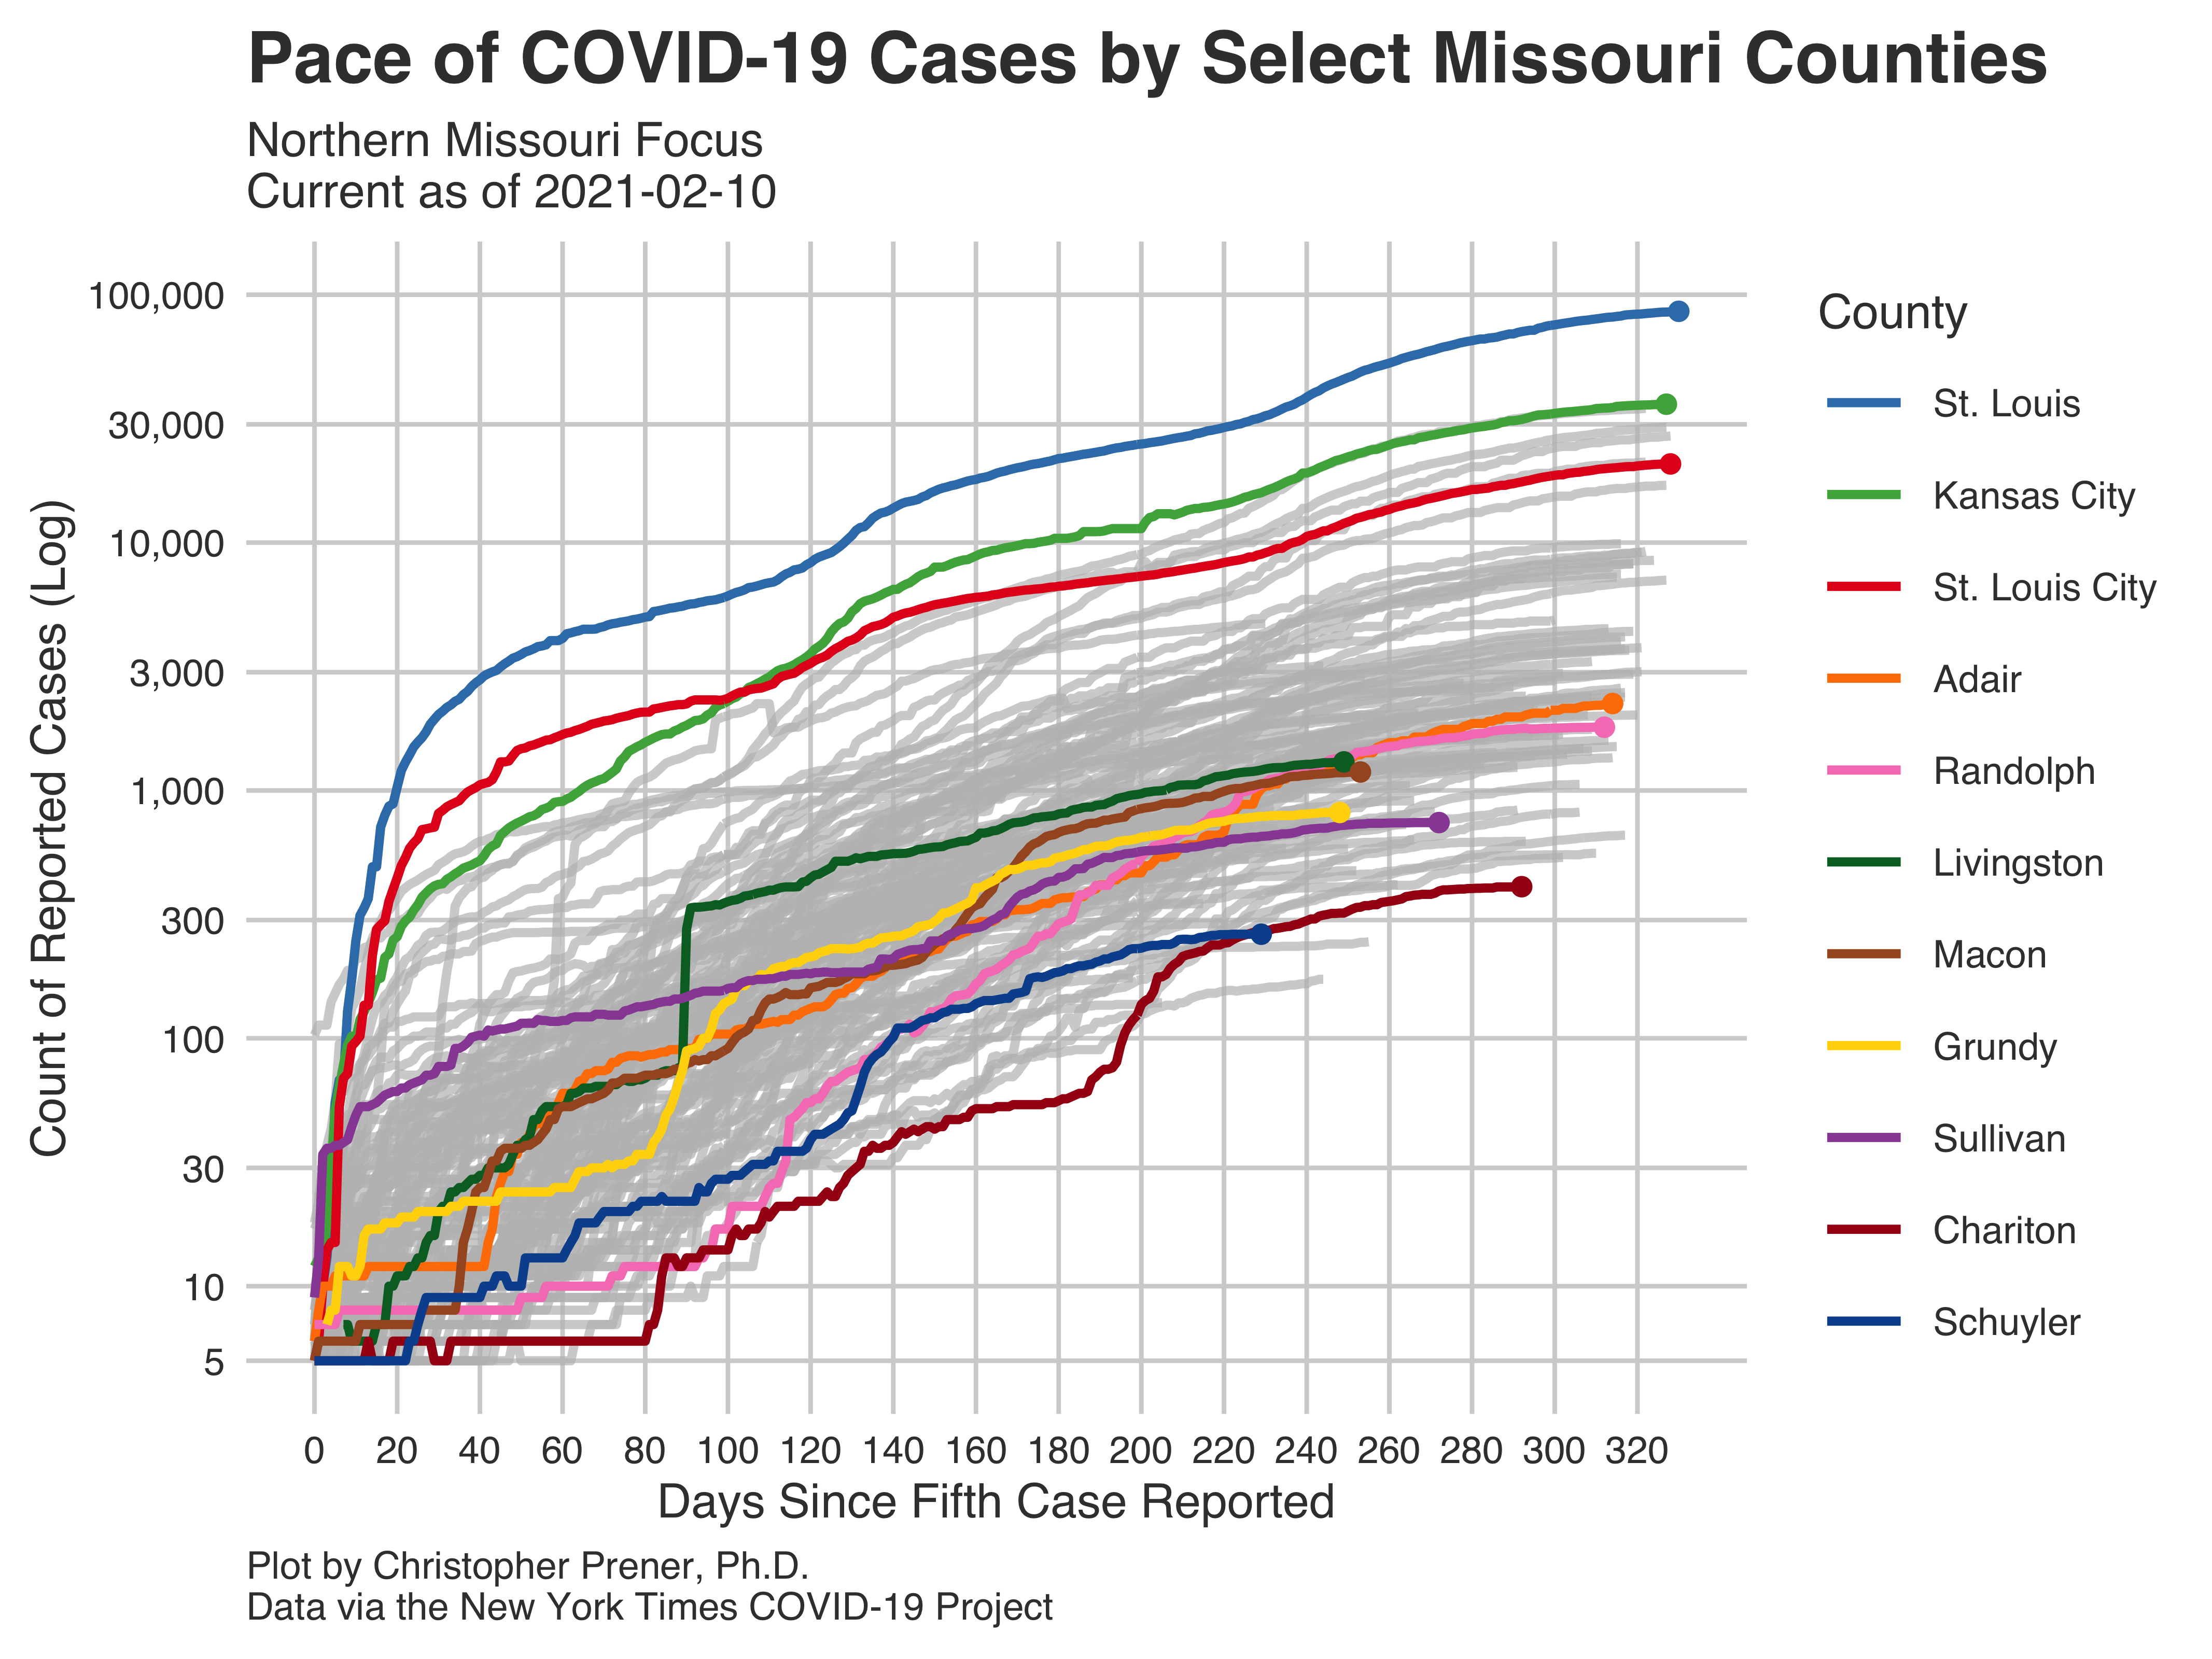 Pace of COVID-19 Cases by Select Missouri Counties
Northern Missouri Focus
Current as of 2021-02-10
Count of Reported Cases (Log)
100,000
30,000
10,000
3,000
1,000
300
100
30
10
5
0 20 40 60 80 100 120 140 160 180 200 220 240 260 280 300 320
Days Since Fifth Case Reported
County
St. Louis
Kansas City
St. Louis City
Adair
Randolph
Livingston
Macon
Grundy
Sullivan
Chariton
Schuyler
Plot by Christopher Prener, Ph.D.
Data via the New York Times COVID-19 Project